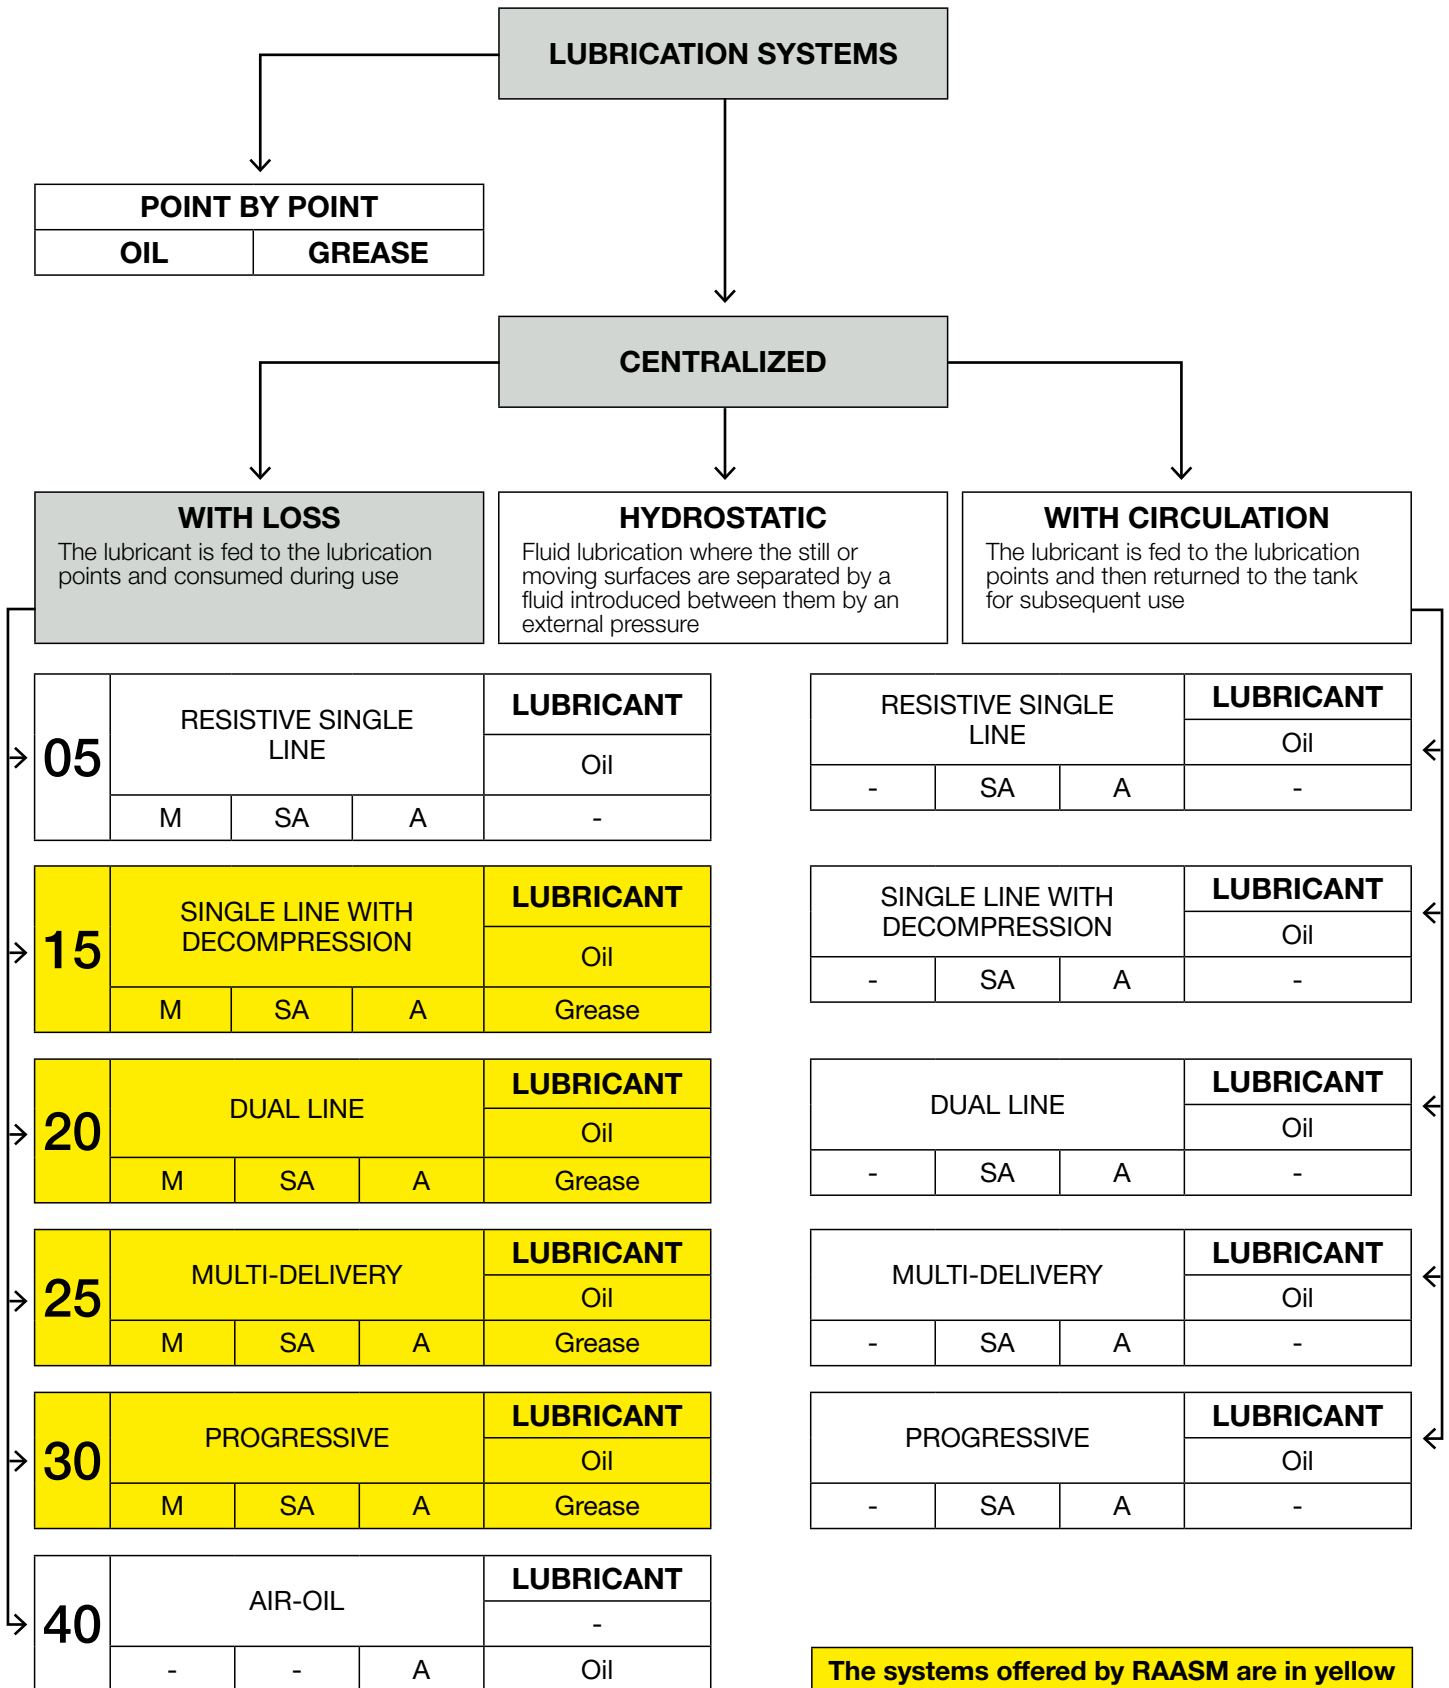 LUBRICATION SYSTEMS
POINT BY POINT
OIL GREASE
CENTRALIZED
WITH LOSS
The lubricant is fed to the lubrication
points and consumed during use
HYDROSTATIC
Fluid lubrication where the still or
moving surfaces are separated by a
fluid introduced between them by an
external pressure
WITH CIRCULATION
The lubricant is fed to the lubrication
points and then returned to the tank
for subsequent use
05
RESISTIVE SINGLE
LINE
LUBRICANT
Oil
M SA A -
RESISTIVE SINGLE
LINE
LUBRICANT
Oil
- SA A -
15
SINGLE LINE WITH
DECOMPRESSION
LUBRICANT
Oil
M SA A Grease
SINGLE LINE WITH
DECOMPRESSION
LUBRICANT
Oil
- SA A -
20
DUAL LINE
LUBRICANT
Oil
M SA A Grease
DUAL LINE
LUBRICANT
Oil
- SA A -
25
MULTI-DELIVERY
LUBRICANT
Oil
M SA A Grease
MULTI-DELIVERY
LUBRICANT
Oil
- SA A -
30
PROGRESSIVE
LUBRICANT
Oil
M SA A Grease
PROGRESSIVE
LUBRICANT
Oil
- SA A -
40
AIR-OIL
LUBRICANT
-
- - A Oil
The systems offered by RAASM are in yellow